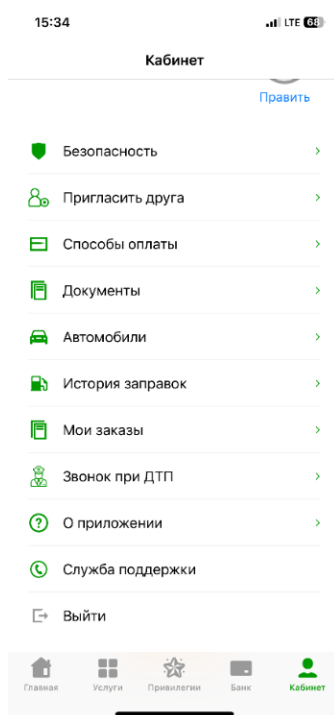 15:34
LTE 68
Кабинет
Править
Безопасность
Пригласить друга
Способы оплаты
Документы
Автомобили
История заправок
Мои заказы
Звонок при ДТП
О приложении
Служба поддержки
Выйти
Главная Услуги Привилегии Банк Кабинет